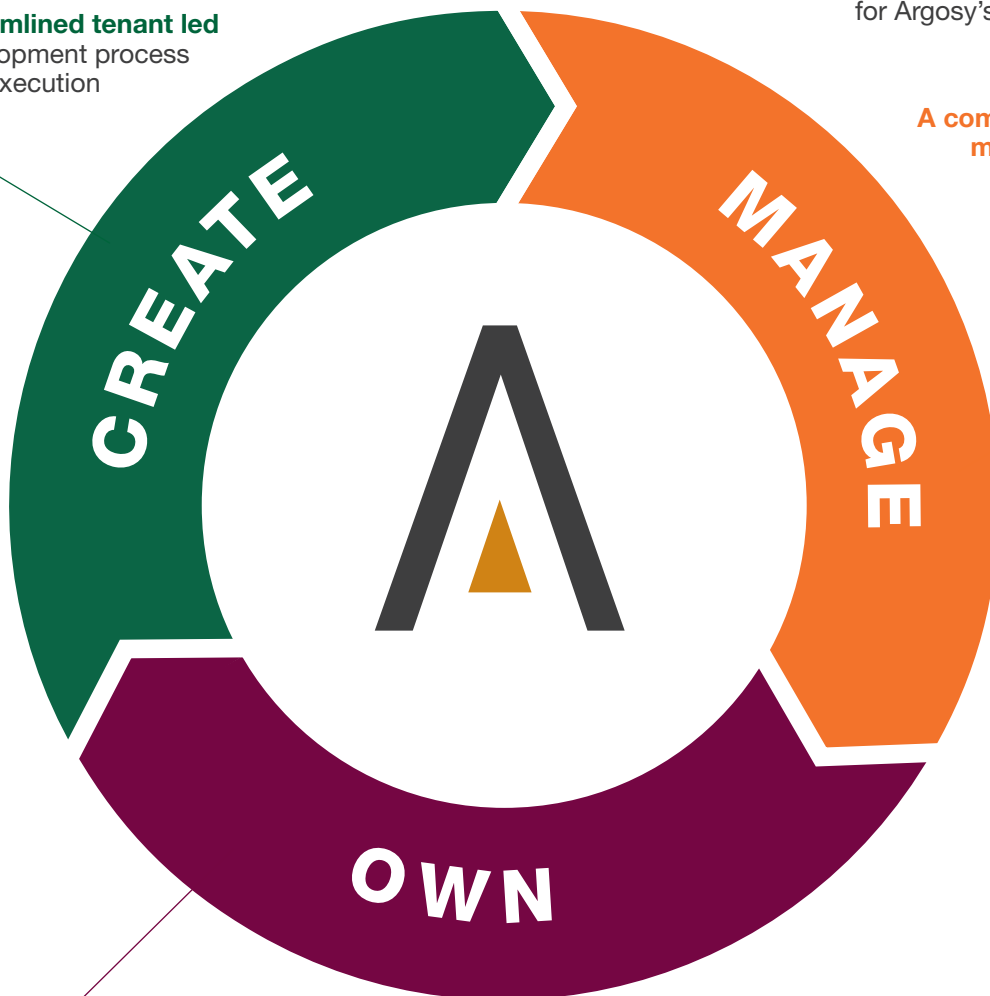 mlined tenant led
opment process
xecution
for Argosy's
A com
m
CREATE
MANAGE
OWN